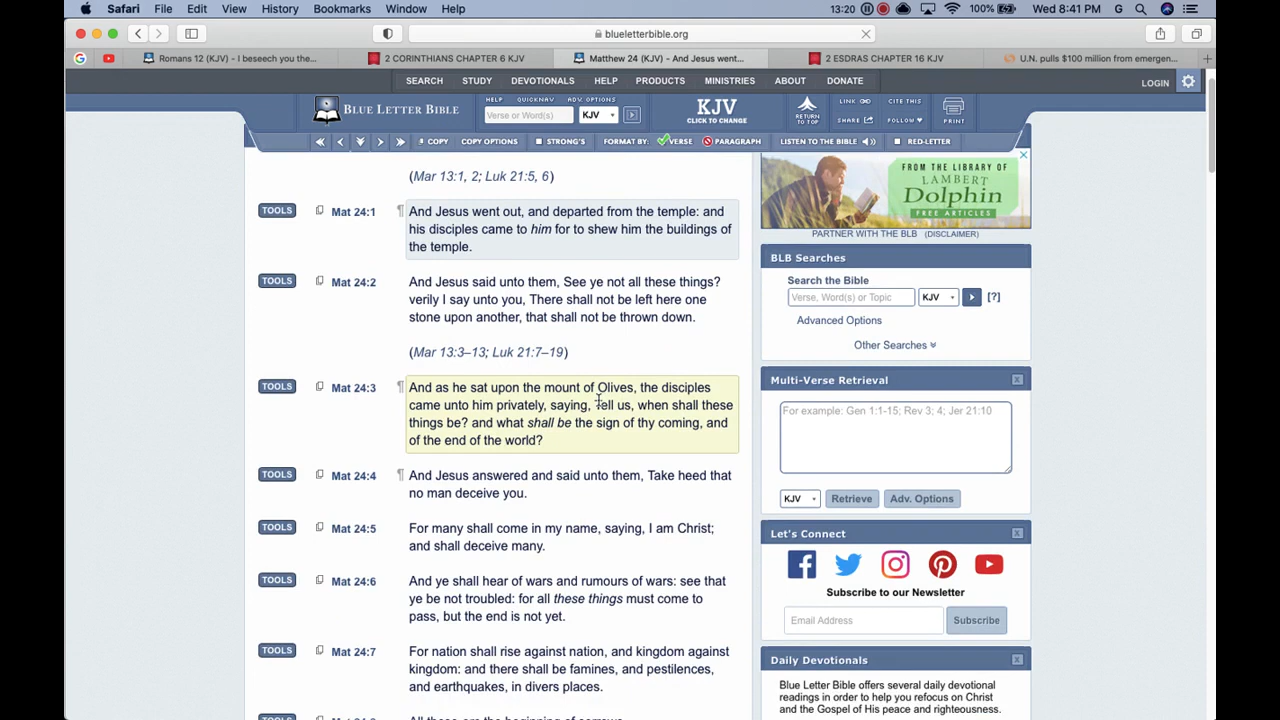 Safari File Edit View History Bookmarks Window Help 13:20 100% Wed 8:41 PM G
blueletterbible.org
Romans 12 (KJV) - I beseech you the... 2 CORINTHIANS CHAPTER 6 KJV Matthew 24 (KJV) - And Jesus went... 2 ESDRAS CHAPTER 16 KJV U.N. pulls $100 million from emergen...
SEARCH STUDY DEVOTIONALS HELP PRODUCTS MINISTRIES ABOUT DONATE LOGIN
HELP QUICKNAV ADV. OPTIONS
BLUE LETTER BIBLE
Verse or Word(s) KJV
KJV
CLICK TO CHANGE
RETURN TO TOP
LINK CITE THIS
SHARE FOLLOW
PRINT
COPY COPY OPTIONS STRONG'S FORMAT BY: VERSE PARAGRAPH LISTEN TO THE BIBLE RED-LETTER
(Mar 13:1, 2; Luk 21:5, 6)
TOOLS Mat 24:1 ¶ And Jesus went out, and departed from the temple: and
his disciples came to him for to shew him the buildings of
the temple.
TOOLS Mat 24:2 And Jesus said unto them, See ye not all these things?
verily I say unto you, There shall not be left here one
stone upon another, that shall not be thrown down.
(Mar 13:3–13; Luk 21:7–19)
TOOLS Mat 24:3 ¶ And as he sat upon the mount of Olives, the disciples
came unto him privately, saying, Tell us, when shall these
things be? and what shall be the sign of thy coming, and
of the end of the world?
TOOLS Mat 24:4 ¶ And Jesus answered and said unto them, Take heed that
no man deceive you.
TOOLS Mat 24:5 For many shall come in my name, saying, I am Christ;
and shall deceive many.
TOOLS Mat 24:6 And ye shall hear of wars and rumours of wars: see that
ye be not troubled: for all these things must come to
pass, but the end is not yet.
TOOLS Mat 24:7 For nation shall rise against nation, and kingdom against
kingdom: and there shall be famines, and pestilences,
and earthquakes, in divers places.
FROM THE LIBRARY OF
LAMBERT
Dolphin
FREE ARTICLES
PARTNER WITH THE BLB (DISCLAIMER)
BLB Searches
Search the Bible
Verse, Word(s) or Topic KJV [?]
Advanced Options
Other Searches
Multi-Verse Retrieval
For example: Gen 1:1-15; Rev 3; 4; Jer 21:10
KJV Retrieve Adv. Options
Let's Connect
Subscribe to our Newsletter
Email Address Subscribe
Daily Devotionals
Blue Letter Bible offers several daily devotional
readings in order to help you refocus on Christ
and the Gospel of His peace and righteousness.